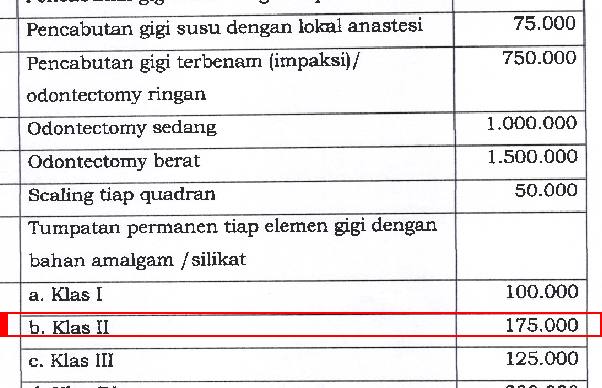 Pencabutan gigi susu dengan lokal anastesi 75.000
Pencabutan gigi terbenam (impaksi)/ 750.000
odontectomy ringan
Odontectomy sedang 1.000.000
Odontectomy berat 1.500.000
Scaling tiap quadran 50.000
Tumpatan permanen tiap elemen gigi dengan
bahan amalgam /silikat
a. Klas I 100.000
b. Klas II 175.000
c. Klas III 125.000